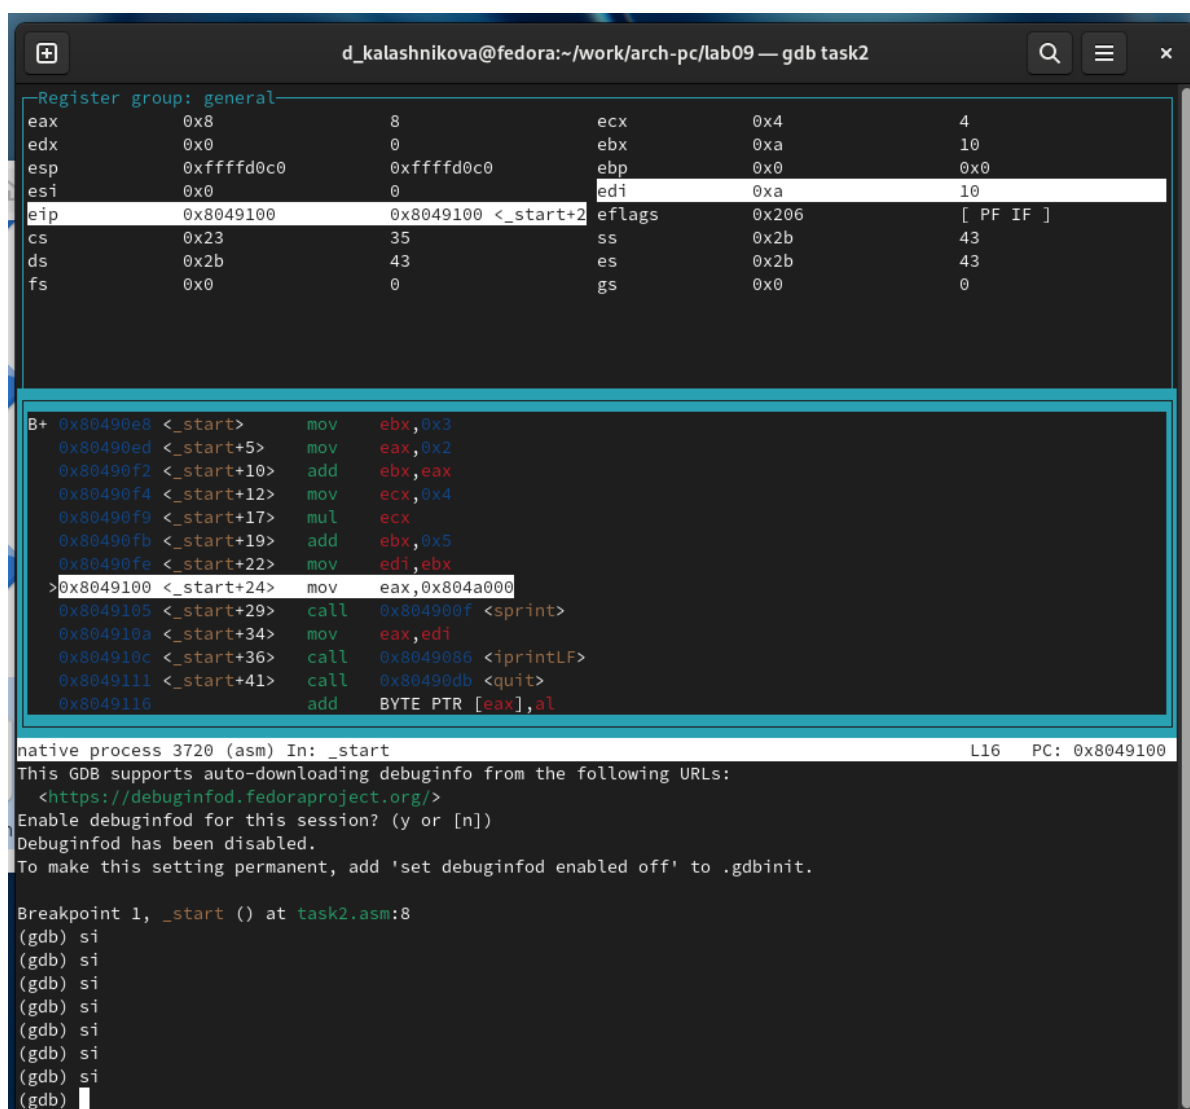 d_kalashnikova@fedora:~/work/arch-pc/lab09 — gdb task2
Register group: general
eax 0x8 8 ecx 0x4 4
edx 0x0 0 ebx 0xa 10
esp 0xffffd0c0 0xffffd0c0 ebp 0x0 0x0
esi 0x0 0 edi 0xa 10
eip 0x8049100 0x8049100 <_start+2 eflags 0x206 [ PF IF ]
cs 0x23 35 ss 0x2b 43
ds 0x2b 43 es 0x2b 43
fs 0x0 0 gs 0x0 0
B+ 0x80490e8 <_start> mov ebx,0x3
0x80490ed <_start+5> mov eax,0x2
0x80490f2 <_start+10> add ebx,eax
0x80490f4 <_start+12> mov ecx,0x4
0x80490f9 <_start+17> mul ecx
0x80490fb <_start+19> add ebx,0x5
0x80490fe <_start+22> mov edi,ebx
>0x8049100 <_start+24> mov eax,0x804a000
0x8049105 <_start+29> call 0x804900f <sprint>
0x804910a <_start+34> mov eax,edi
0x804910c <_start+36> call 0x8049086 <iprintLF>
0x8049111 <_start+41> call 0x80490db <quit>
0x8049116 add BYTE PTR [eax],al
native process 3720 (asm) In: _start L16 PC: 0x8049100
This GDB supports auto-downloading debuginfo from the following URLs:
<https://debuginfod.fedoraproject.org/>
Enable debuginfod for this session? (y or [n])
Debuginfod has been disabled.
To make this setting permanent, add 'set debuginfod enabled off' to .gdbinit.
Breakpoint 1, _start () at task2.asm:8
(gdb) si
(gdb) si
(gdb) si
(gdb) si
(gdb) si
(gdb) si
(gdb) si
(gdb)